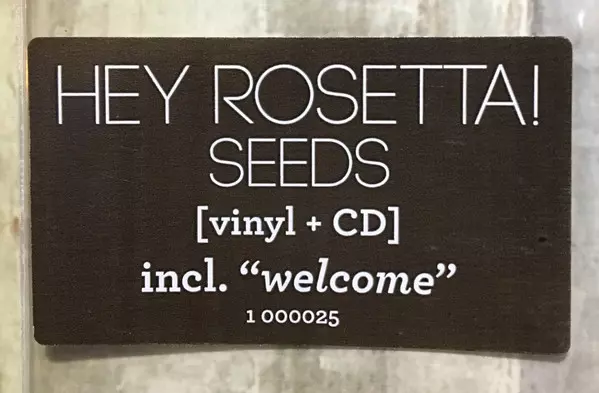 HEY ROSETTA!
SEEDS
[vinyl + CD]
incl. “welcome”
1 000025